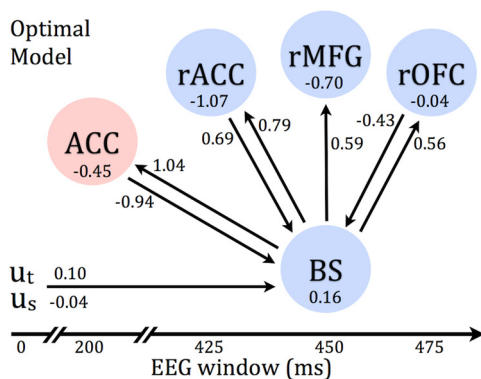 Optimal
Model
rACC
-1.07
rMFG
-0.70
rOFC
-0.04
ACC
-0.45
0.69
0.79
0.59
-0.43
0.56
1.04
-0.94
BS
0.16
ut 0.10
us -0.04
0 200 425 450 475
EEG window (ms)